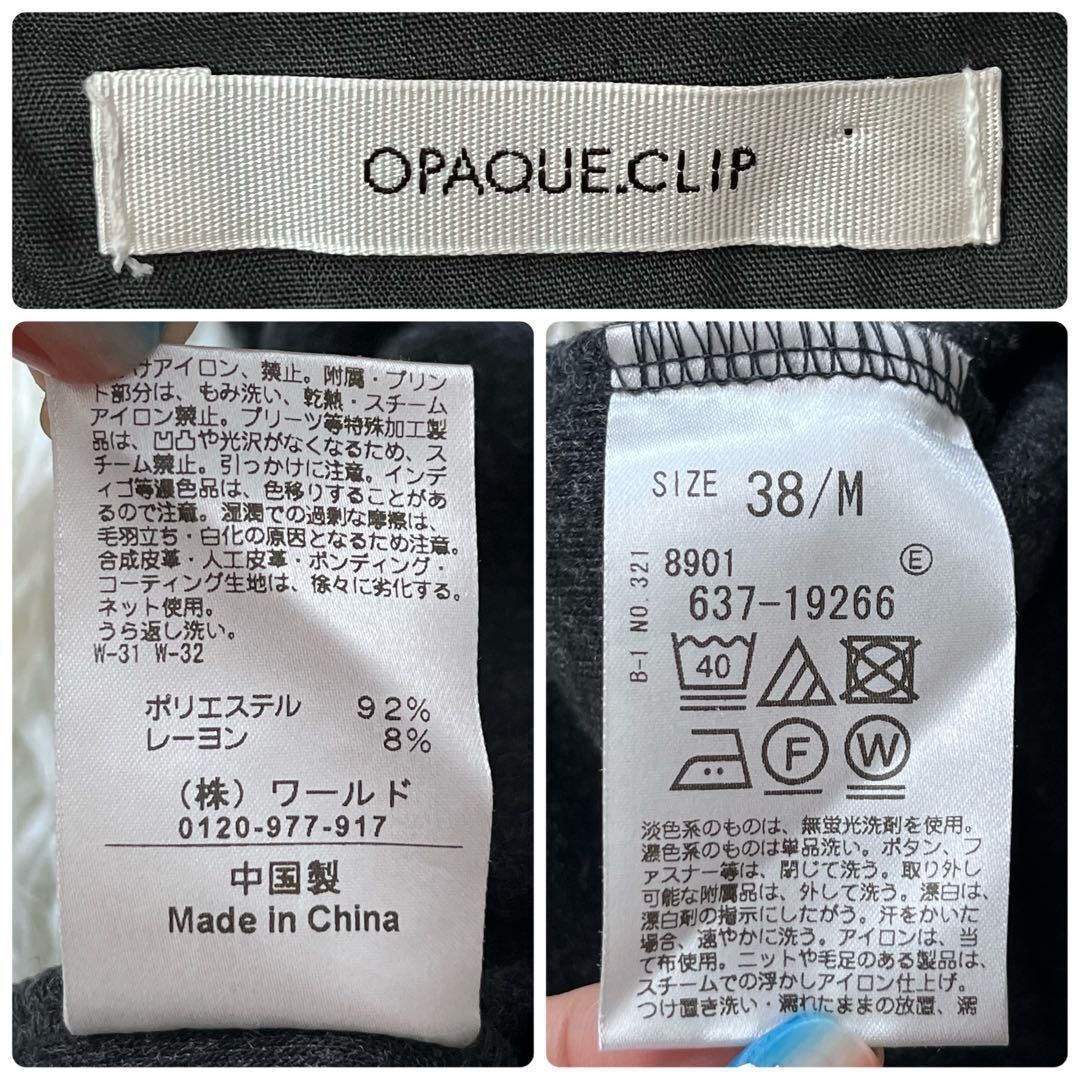 OPAQUE.CLIP
けアイロン、禁止。附属・プリン
ト部分は、もみ洗い、乾熱・スチーム
アイロン禁止。プリーツ等特殊加工製
品は、凹凸や光沢がなくなるため、ス
チーム禁止。引っかけに注意。インデ
ィゴ等濃色品は、色移りすることがあ
るので注意。湿潤での過剰な摩擦は、
毛羽立ち・白化の原因となるため注意。
合成皮革・人工皮革・ボンディング・
コーティング生地は、徐々に劣化する。
ネット使用。
うら返し洗い。
W-31 W-32
ポリエステル 92%
レーヨン 8%
(株)ワールド
0120-977-917
中国製
Made in China
SIZE 38/M
B-1 NO.321
8901 E
637-19266
40
F W
淡色系のものは、無蛍光洗剤を使用。
濃色系のものは単品洗い。ボタン、フ
ァスナー等は、閉じて洗う。取り外し
可能な附属品は、外して洗う。漂白は、
漂白剤の指示にしたがう。汗をかいた
場合、速やかに洗う。アイロンは、当
て布使用。ニットや毛足のある製品は、
スチームでの浮かしアイロン仕上げ。
つけ置き洗い・濡れたままの放置、濡